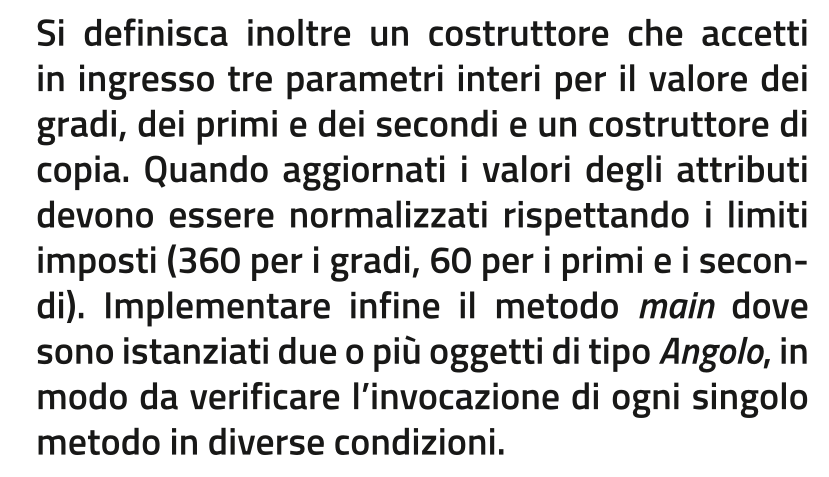 Si definisca inoltre un costruttore che accetti
in ingresso tre parametri interi per il valore dei
gradi, dei primi e dei secondi e un costruttore di
copia. Quando aggiornati i valori degli attributi
devono essere normalizzati rispettando i limiti
imposti (360 per i gradi, 60 per i primi e i secon-
di). Implementare infine il metodo main dove
sono istanziati due o più oggetti di tipo Angolo, in
modo da verificare l’invocazione di ogni singolo
metodo in diverse condizioni.